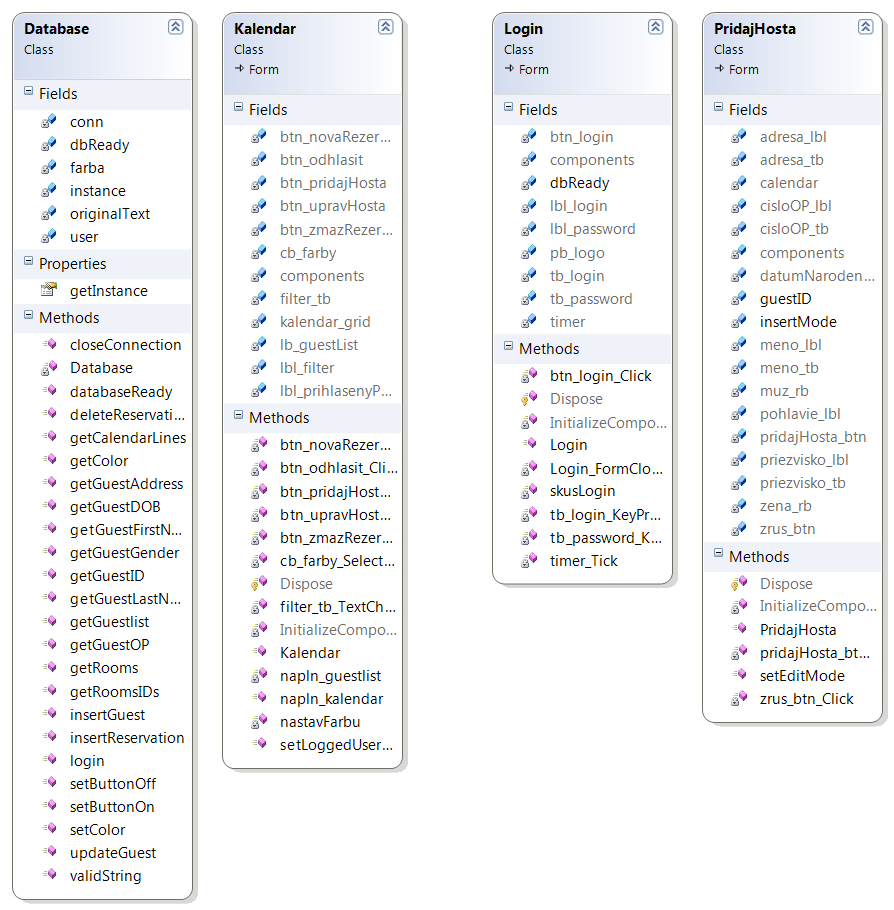 Database
Class
Fields
conn
dbReady
farba
instance
originalText
user
Properties
getInstance
Methods
closeConnection
Database
databaseReady
deleteReservati...
getCalendarLines
getColor
getGuestAddress
getGuestDOB
getGuestFirstN...
getGuestGender
getGuestID
getGuestLastN...
getGuestlist
getGuestOP
getRooms
getRoomsIDs
insertGuest
insertReservation
login
setButtonOff
setButtonOn
setColor
updateGuest
validString
Kalendar
Class
Form
Fields
btn_novaRezer...
btn_odhlasit
btn_pridajHosta
btn_upravHosta
btn_zmazRezer...
cb_farby
components
filter_tb
kalendar_grid
lb_guestList
lbl_filter
lbl_prihlasenyP...
Methods
btn_novaRezer...
btn_odhlasit_Cli...
btn_pridajHost...
btn_upravHost...
btn_zmazRezer...
cb_farby_Select...
Dispose
filter_tb_TextCh...
InitializeCompo...
Kalendar
napln_guestlist
napln_kalendar
nastavFarbu
setLoggedUser...
Login
Class
Form
Fields
btn_login
components
dbReady
lbl_login
lbl_password
pb_logo
tb_login
tb_password
timer
Methods
btn_login_Click
Dispose
InitializeCompo...
Login
Login_FormClo...
skusLogin
tb_login_KeyPr...
tb_password_K...
timer_Tick
PridajHosta
Class
Form
Fields
adresa_lbl
adresa_tb
calendar
cisloOP_lbl
cisloOP_tb
components
datumNaroden...
guestID
insertMode
meno_lbl
meno_tb
muz_rb
pohlavie_lbl
pridajHosta_btn
priezvisko_lbl
priezvisko_tb
zena_rb
zrus_btn
Methods
Dispose
InitializeCompo...
PridajHosta
pridajHosta_bt...
setEditMode
zrus_btn_Click